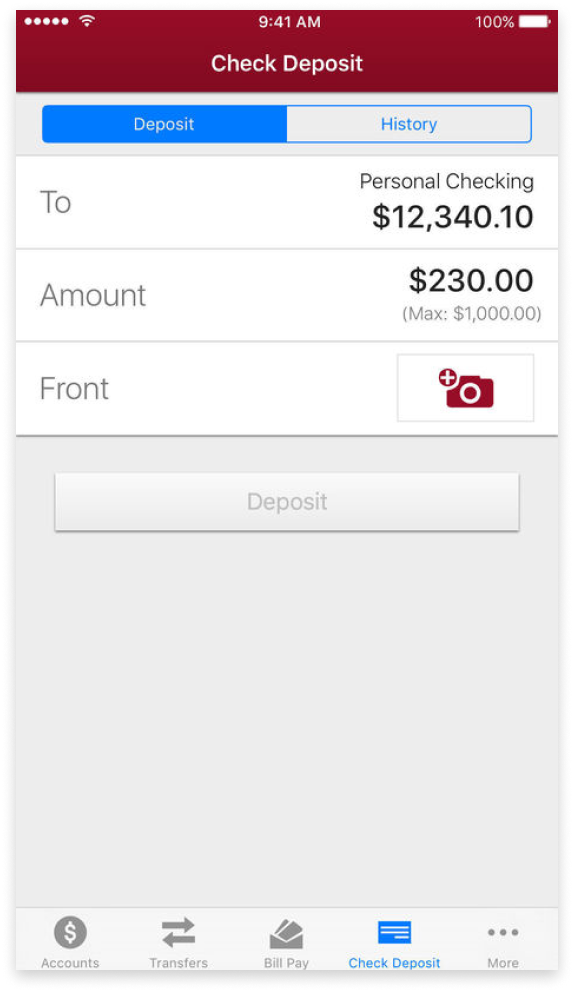 9:41 AM
100%
Check Deposit
Deposit
History
To
Personal Checking
$12,340.10
Amount
$230.00
(Max: $1,000.00)
Front
Deposit
$
Accounts
Transfers
Bill Pay
Check Deposit
More